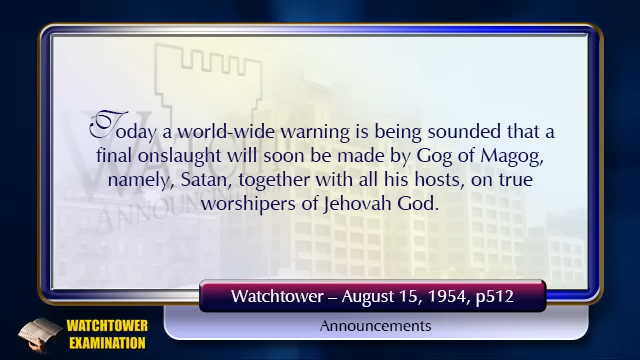 Today a world-wide warning is being sounded that a
final onslaught will soon be made by Gog of Magog,
namely, Satan, together with all his hosts, on true
worshipers of Jehovah God.
Watchtower – August 15, 1954, p512
Announcements
WATCHTOWER
EXAMINATION